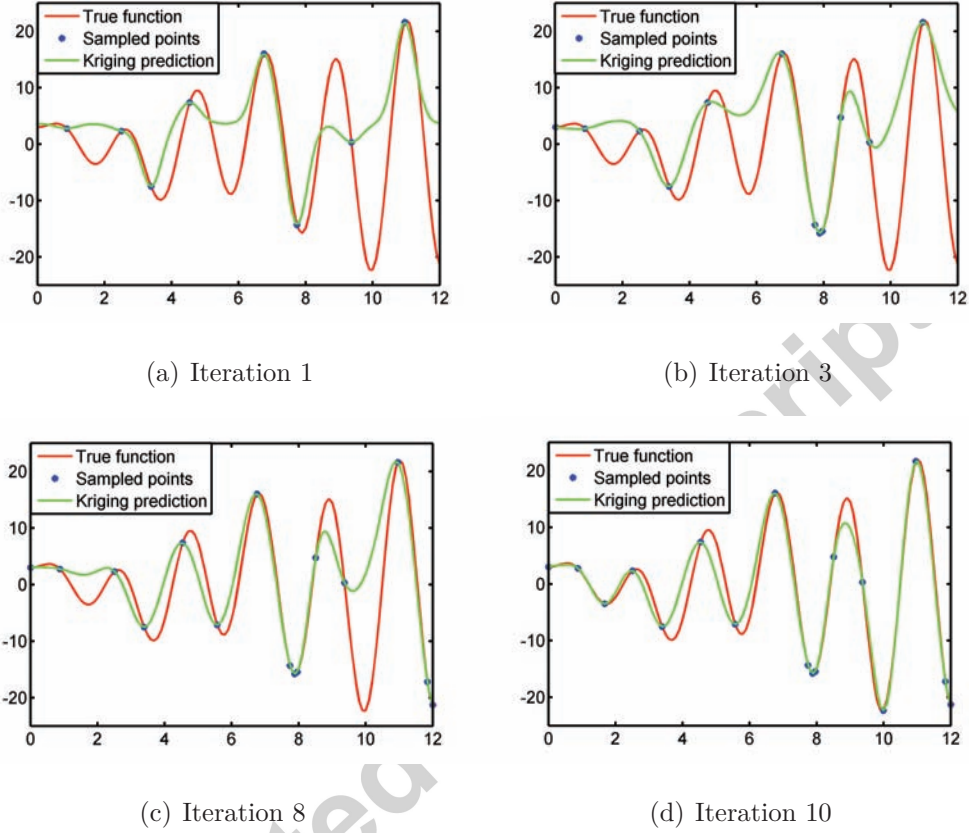 True function
Sampled points
Kriging prediction
20
10
0
-10
-20
0 2 4 6 8 10 12
(a) Iteration 1
True function
Sampled points
Kriging prediction
20
10
0
-10
-20
0 2 4 6 8 10 12
(b) Iteration 3
True function
Sampled points
Kriging prediction
20
10
0
-10
-20
0 2 4 6 8 10 12
(c) Iteration 8
True function
Sampled points
Kriging prediction
20
10
0
-10
-20
0 2 4 6 8 10 12
(d) Iteration 10